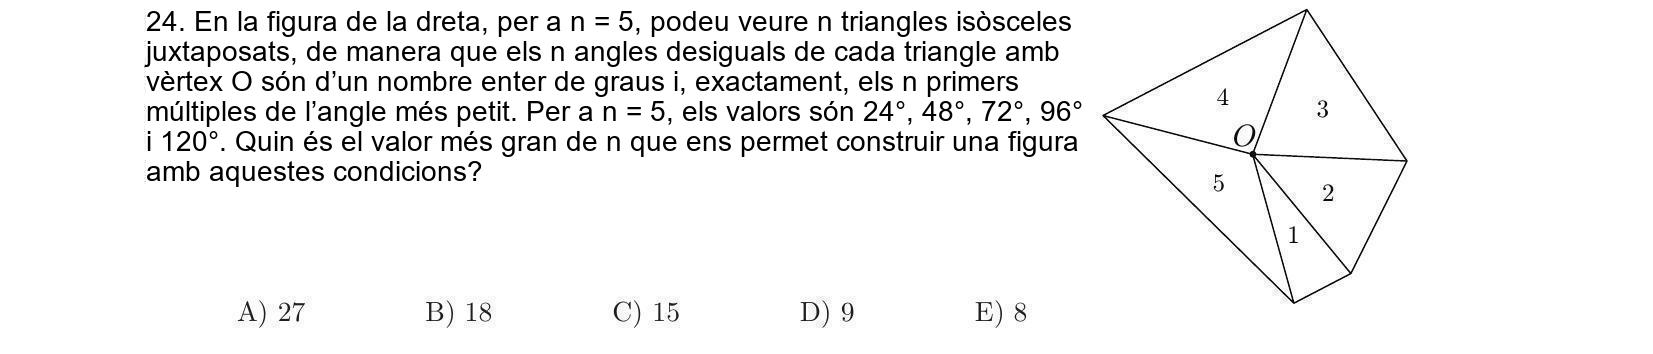 24. En la figura de la dreta, per a n = 5, podeu veure n triangles isòsceles
juxtaposats, de manera que els n angles desiguals de cada triangle amb
vèrtex O són d’un nombre enter de graus i, exactament, els n primers
múltiples de l’angle més petit. Per a n = 5, els valors són 24°, 48°, 72°, 96°
i 120°. Quin és el valor més gran de n que ens permet construir una figura
amb aquestes condicions?
4
3
O
5
2
1
A) 27 B) 18 C) 15 D) 9 E) 8